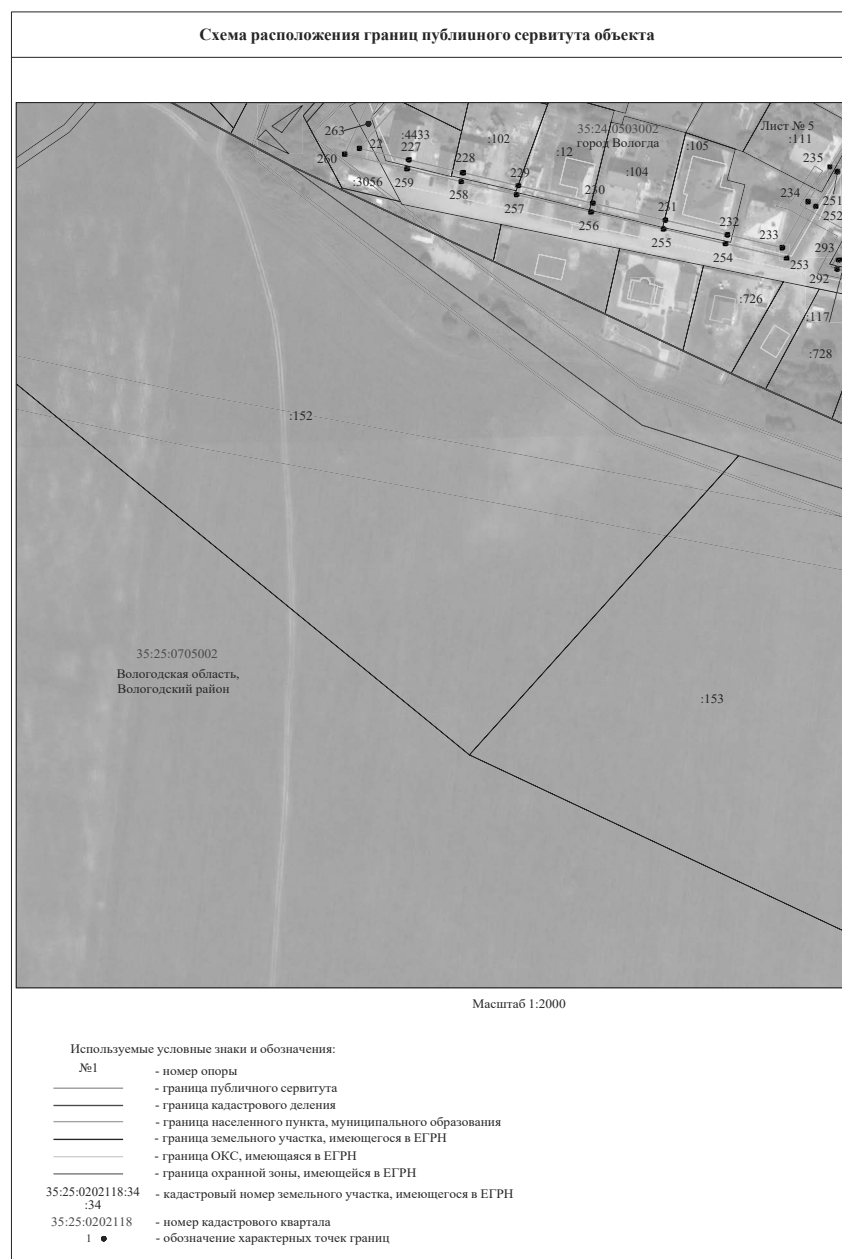 Схема расположения границ публиuного сервитута объекта
35:24:0503002
город Вологда
Лист № 5
:111
263
:4433
22
227
:102
228
260
259
:3056
258
229
257
:12
:104
230
256
:105
231
255
232
254
233
253
235
234
251
252
293
292
:726
:117
:728
:152
35:25:0705002
Вологодская область,
Вологодский район
:153
Масштаб 1:2000
Используемые условные знаки и обозначения:
№1 - номер опоры
- граница публичного сервитута
- граница кадастрового деления
- граница населенного пункта, муниципального образования
- граница земельного участка, имеющегося в ЕГРН
- граница ОКС, имеющаяся в ЕГРН
- граница охранной зоны, имеющейся в ЕГРН
35:25:0202118:34 - кадастровый номер земельного участка, имеющегося в ЕГРН
:34
35:25:0202118 - номер кадастрового квартала
1 - обозначение характерных точек границ